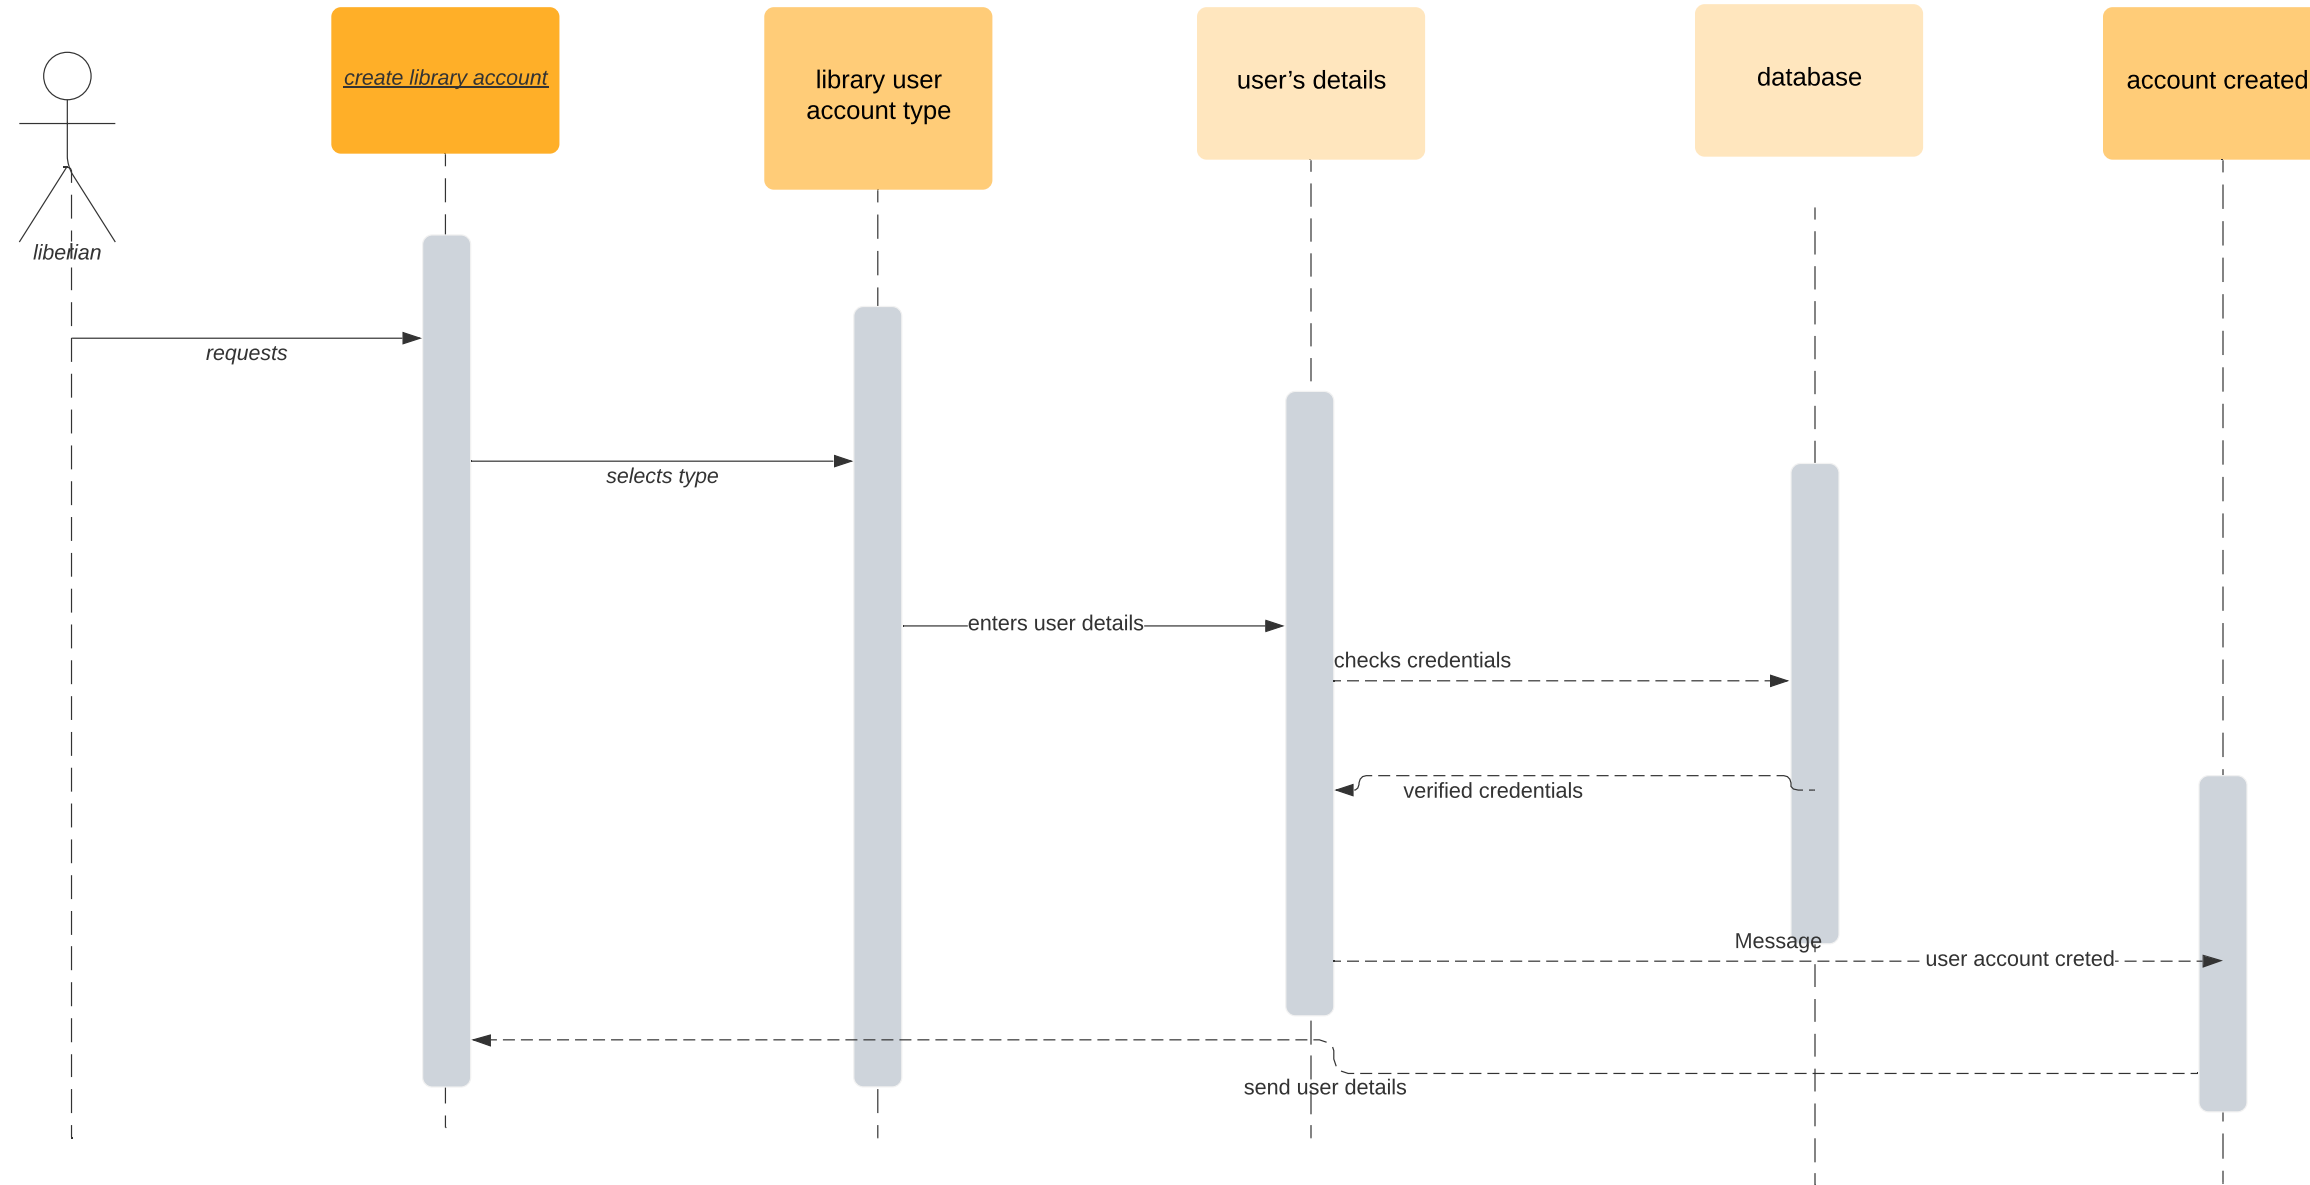 create library account
library user
account type
user’s details
database
account created
liberian
requests
selects type
enters user details
checks credentials
verified credentials
Message
user account creted
send user details